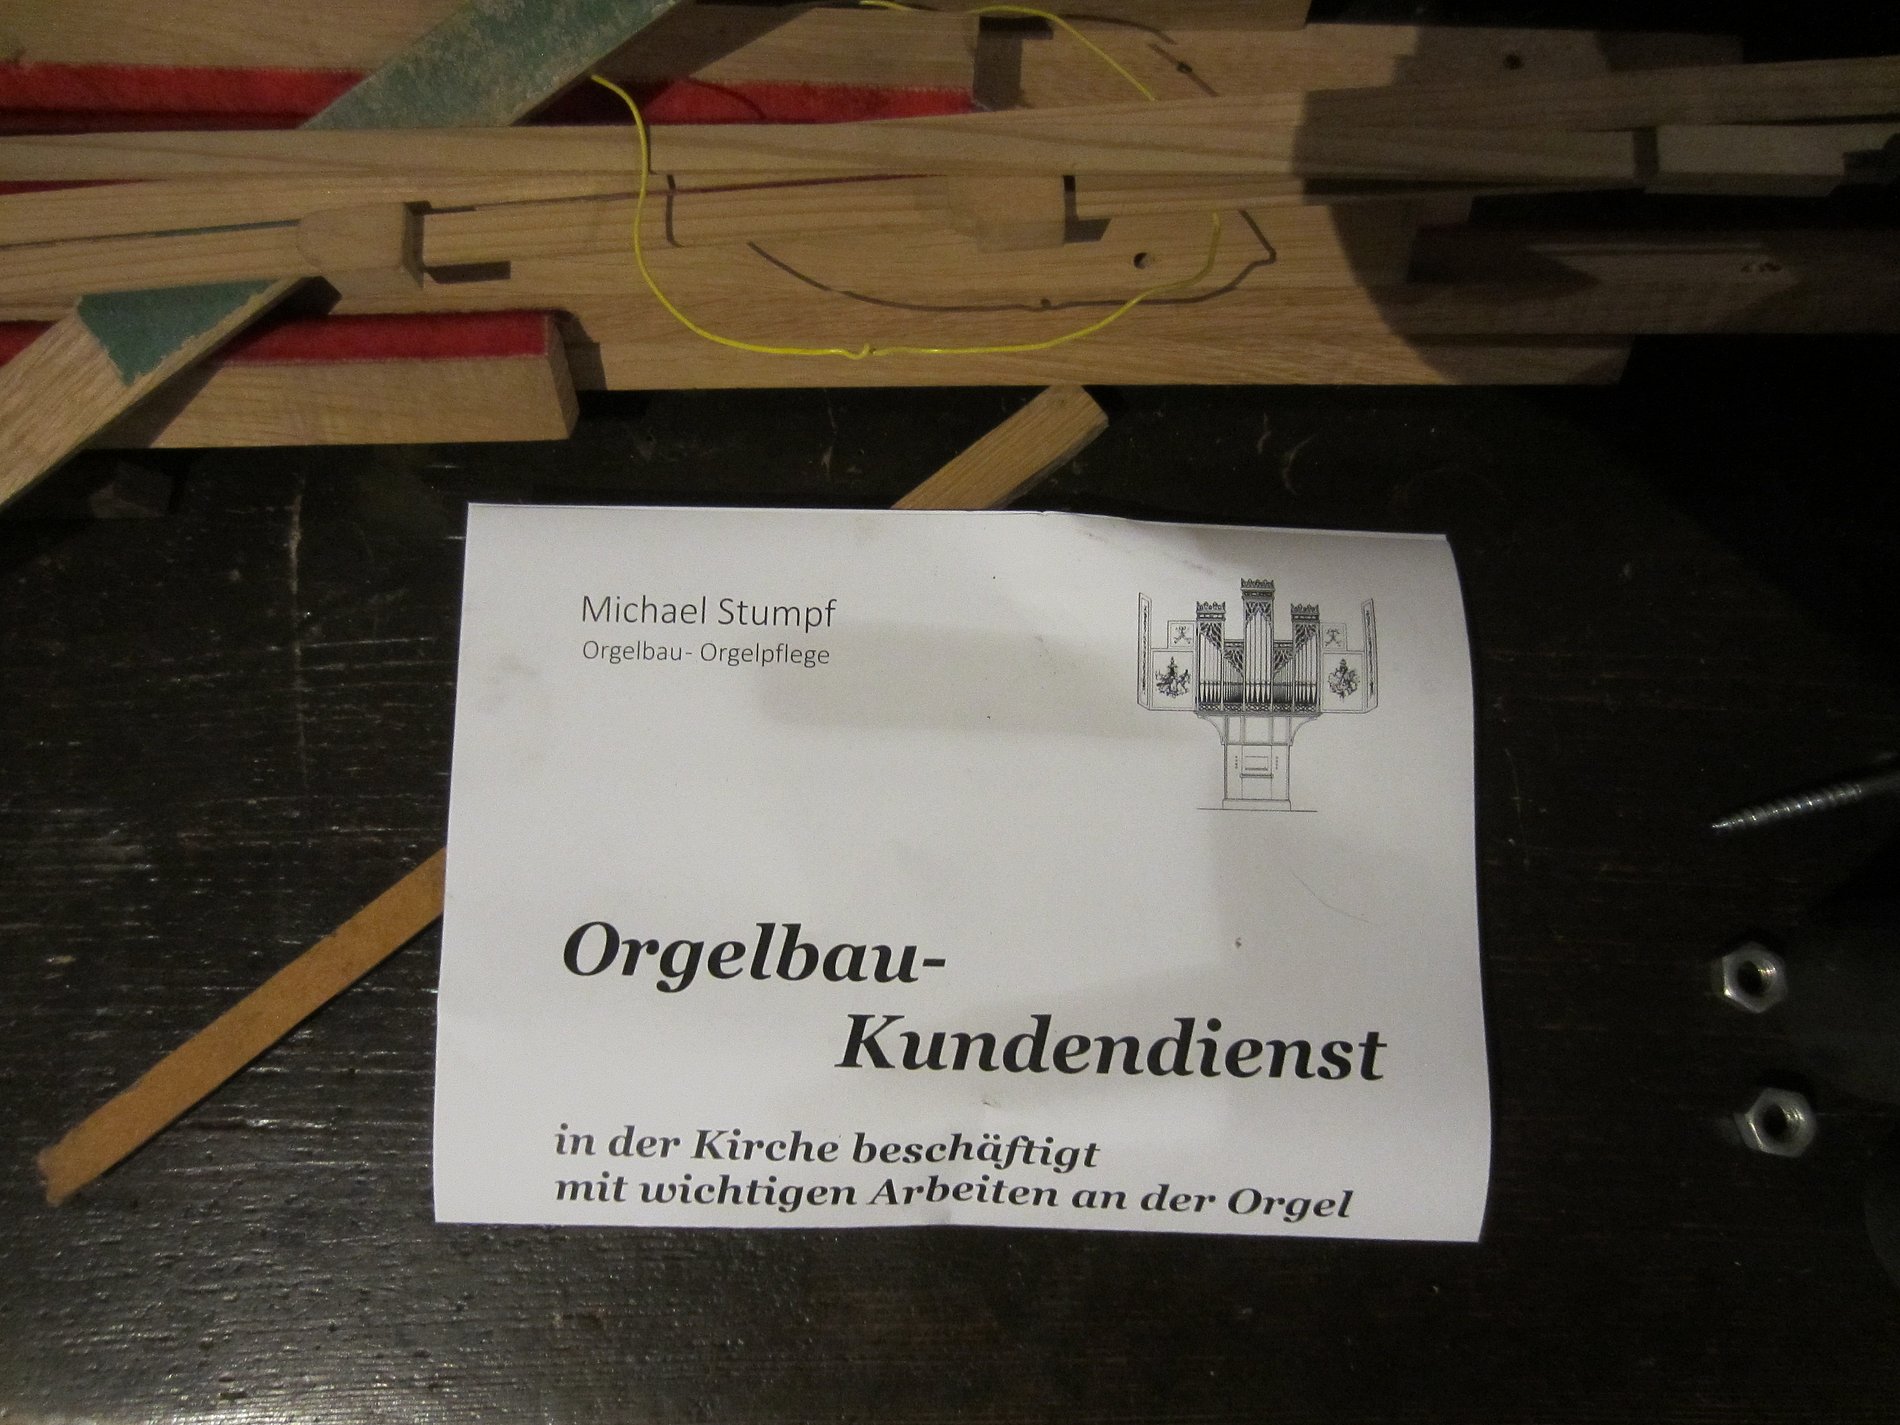 Michael Stumpf
Orgelbau- Orgelpflege
Orgelbau-
Kundendienst
in der Kirche beschäftigt
mit wichtigen Arbeiten an der Orgel